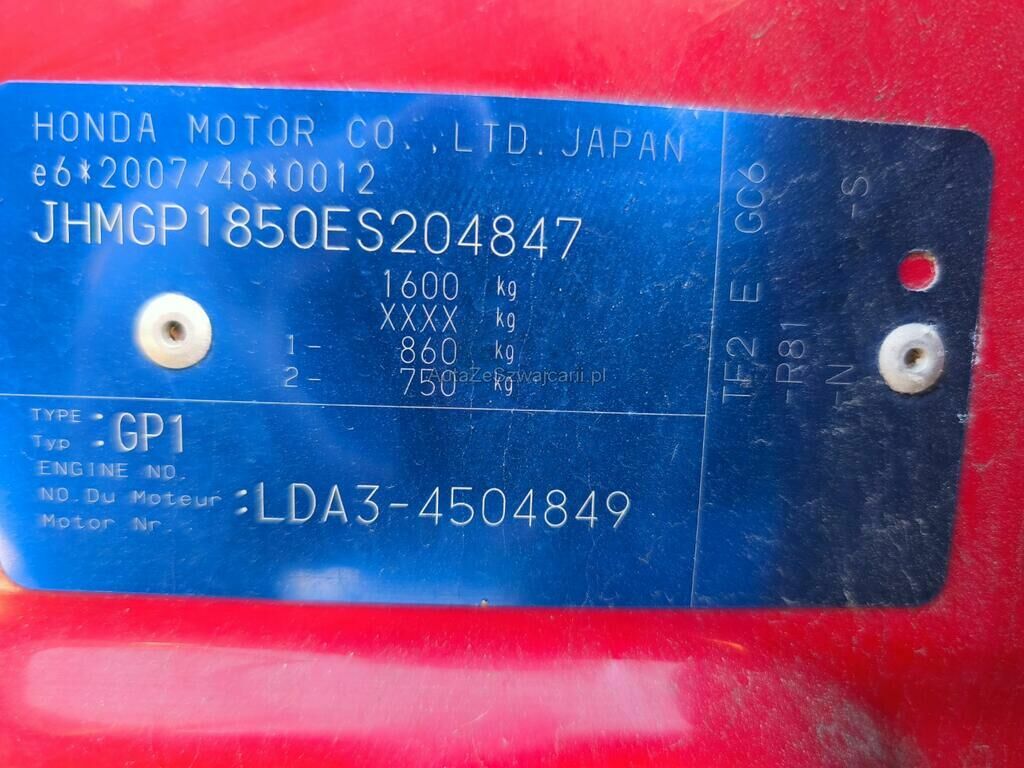 HONDA MOTOR CO.,LTD.JAPAN
e6*2007/46*0012
JHMGP1850ES204847
1600 kg
XXXX kg
1- 860 kg
2- 750 kg
AutaZeSzwajcarii.pl
TYPE
Typ :GP1
ENGINE NO.
NO.Du Moteur :LDA3-4504849
Motor Nr
TF2 E GC6
-R81
-N -S